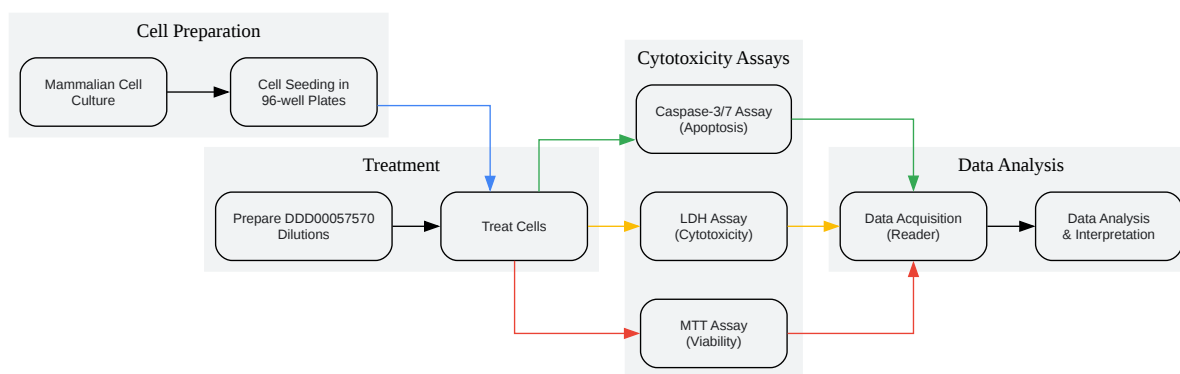 Cell Preparation
Mammalian Cell
Culture
Cell Seeding in
96-well Plates
Treatment
Prepare DDD00057570
Dilutions
Treat Cells
Cytotoxicity Assays
Caspase-3/7 Assay
(Apoptosis)
LDH Assay
(Cytotoxicity)
MTT Assay
(Viability)
Data Analysis
Data Acquisition
(Reader)
Data Analysis
& Interpretation